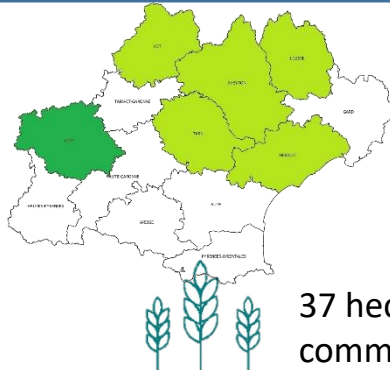 LOT
LOZERE
AVEYRON
TARN-ET-GARONNE
GARD
GERS
TARN
HERAULT
HAUTE-GARONNE
AUDE
HAUTES-PYRENEES
ARIEGE
PYRENEES-ORIENTALES
37 hec
comm